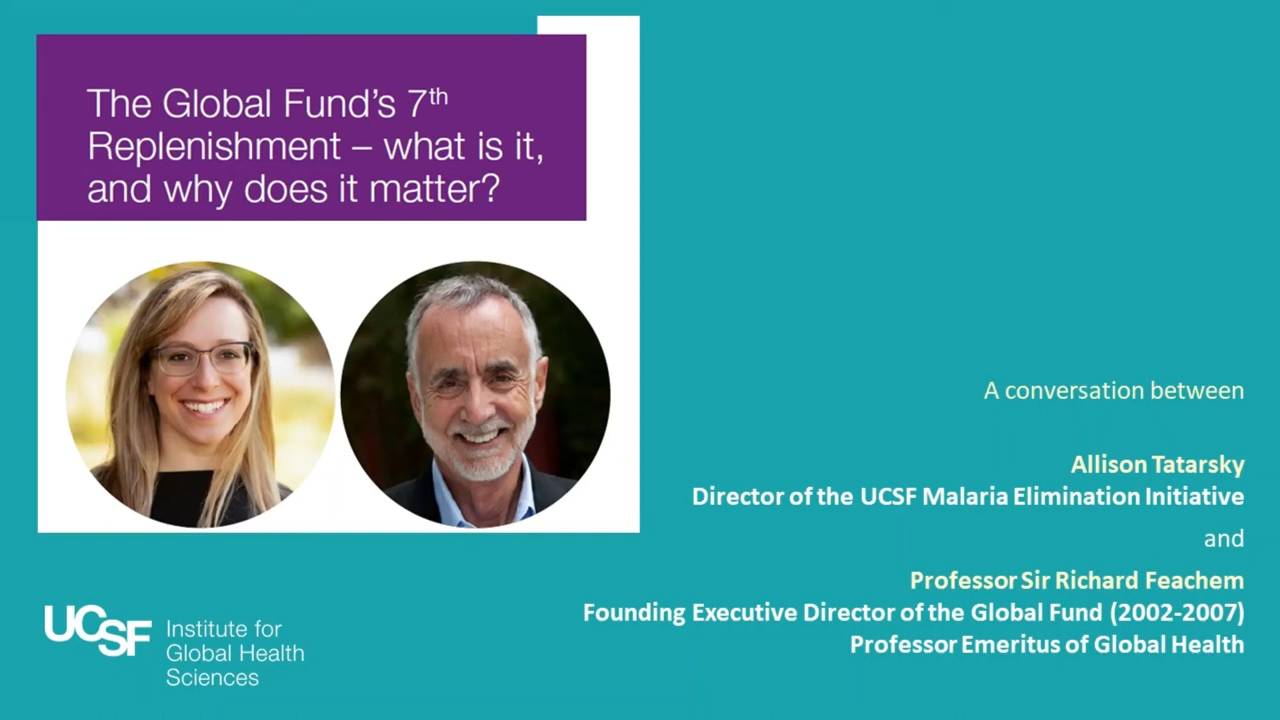 The Global Fund's 7th
Replenishment – what is it,
and why does it matter?
A conversation between
Allison Tatarsky
Director of the UCSF Malaria Elimination Initiative
and
Professor Sir Richard Feachem
Founding Executive Director of the Global Fund (2002-2007)
Professor Emeritus of Global Health
UCSF
Institute for
Global Health
Sciences